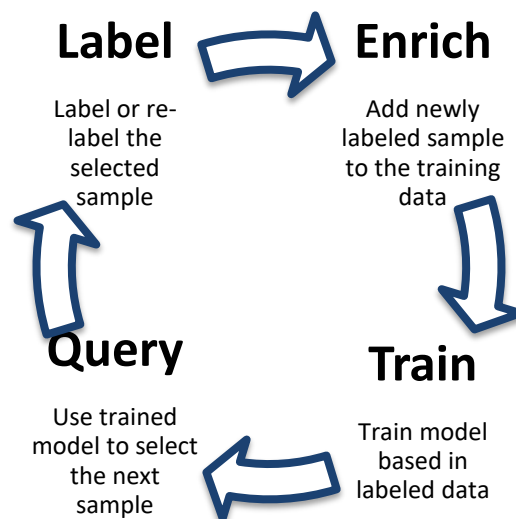 Label
Label or re-
label the
selected
sample
Enrich
Add newly
labeled sample
to the training
data
Query
Use trained
model to select
the next
sample
Train
Train model
based in
labeled data